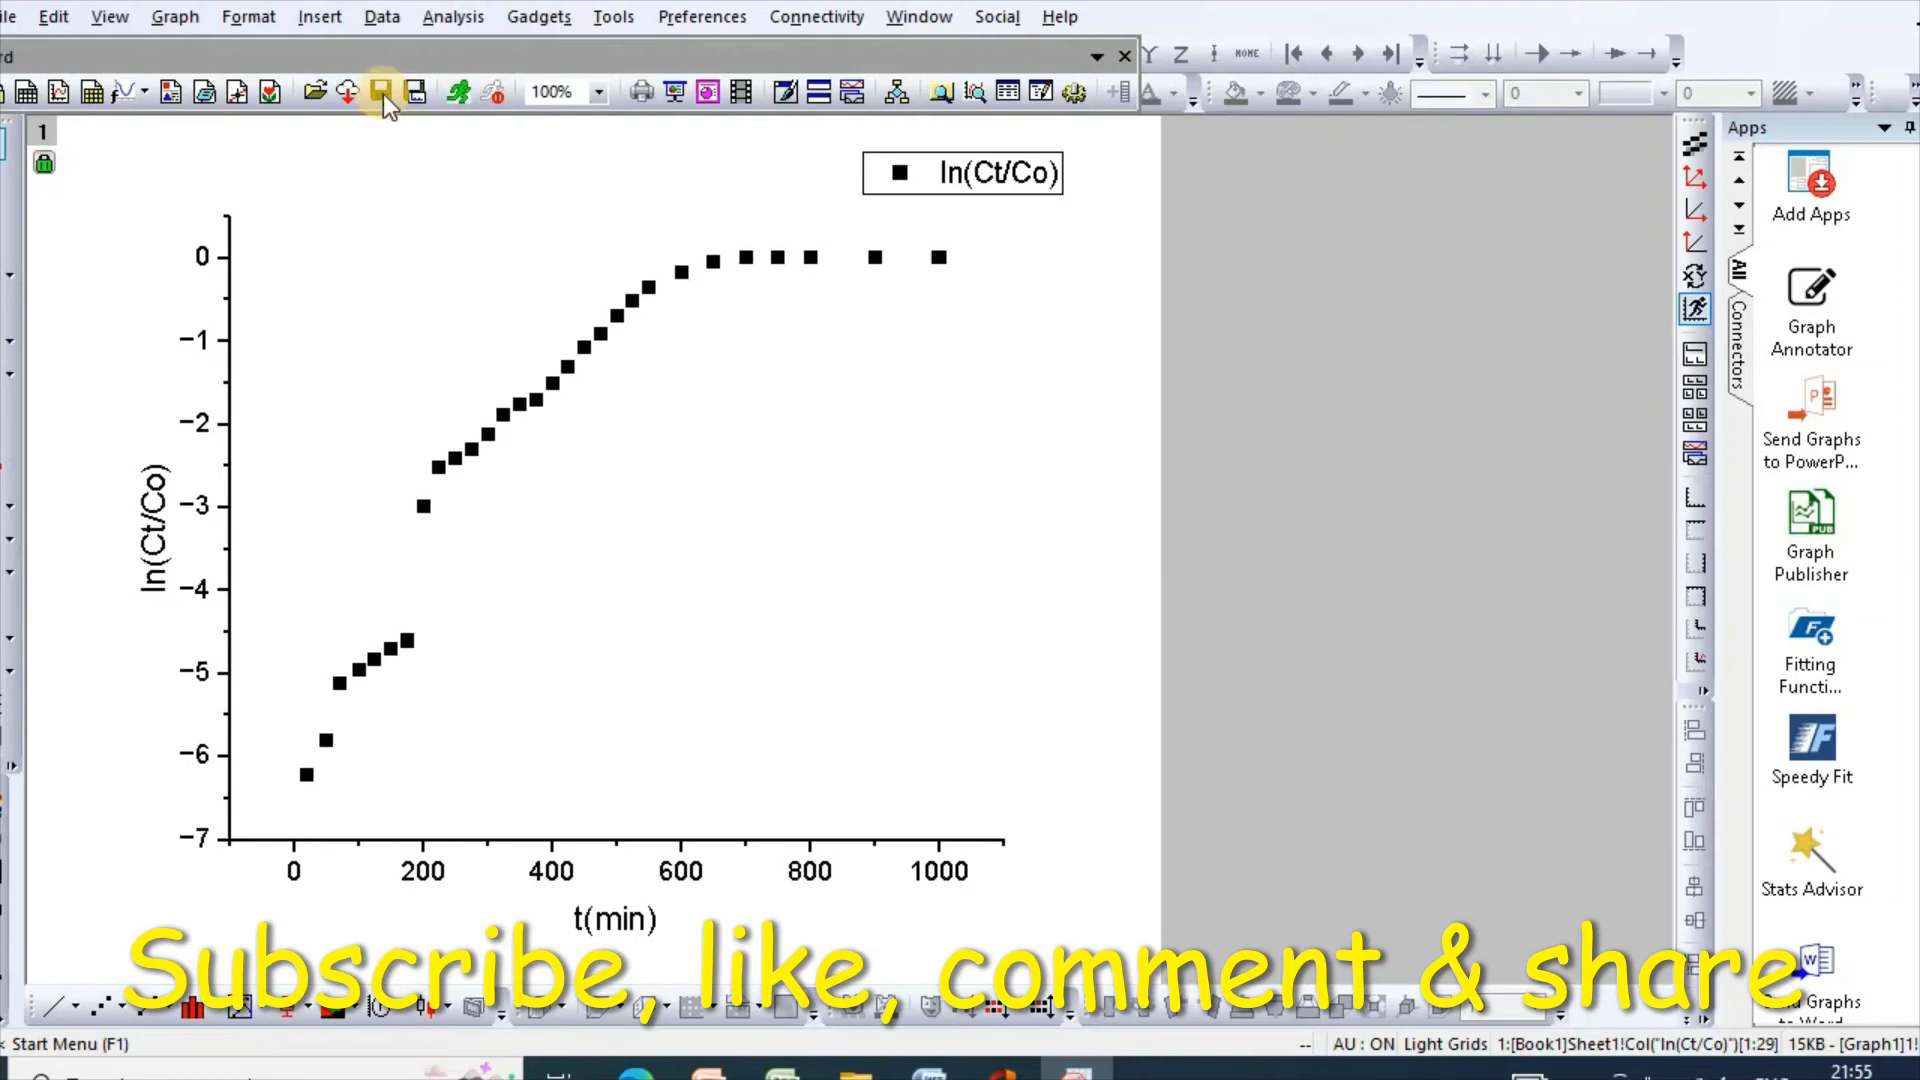 Edit View Graph Format Insert Data Analysis Gadgets Tools Preferences Connectivity Window Social Help
100%
HOME
0
0
1
Apps
ln(Ct/Co)
Add Apps
All
Connectors
Graph
Annotator
Send Graphs
to PowerP...
Graph
Publisher
Fitting
Functi...
Speedy Fit
Stats Advisor
0
−1
−2
−3
−4
−5
−6
−7
ln(Ct/Co)
0 200 400 600 800 1000
t(min)
Subscribe, like, comment & share
Start Menu (F1)
-- AU : ON Light Grids 1:[Book1]Sheet1!Col("ln(Ct/Co)")[1:29] 15KB - [Graph1]1!
21:55